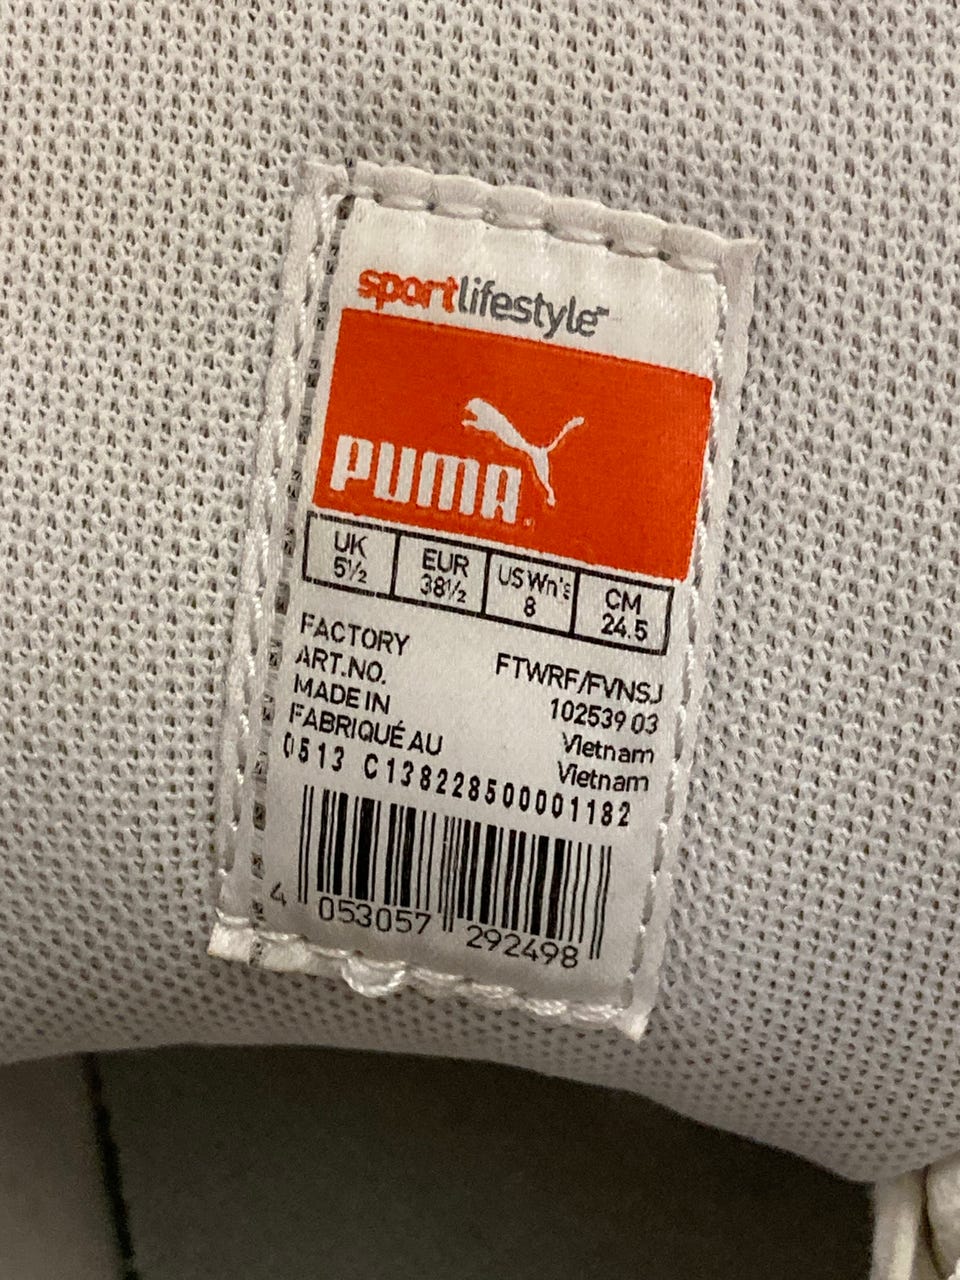 sportlifestyle™
PUMA
UK EUR US Wn's CM
5½ 38½ 8 24.5
FACTORY FTWRF/FVNSJ
ART.NO. 102539 03
MADE IN Vietnam
FABRIQUÉ AU Vietnam
0513 C138228500001182
4 053057 292498